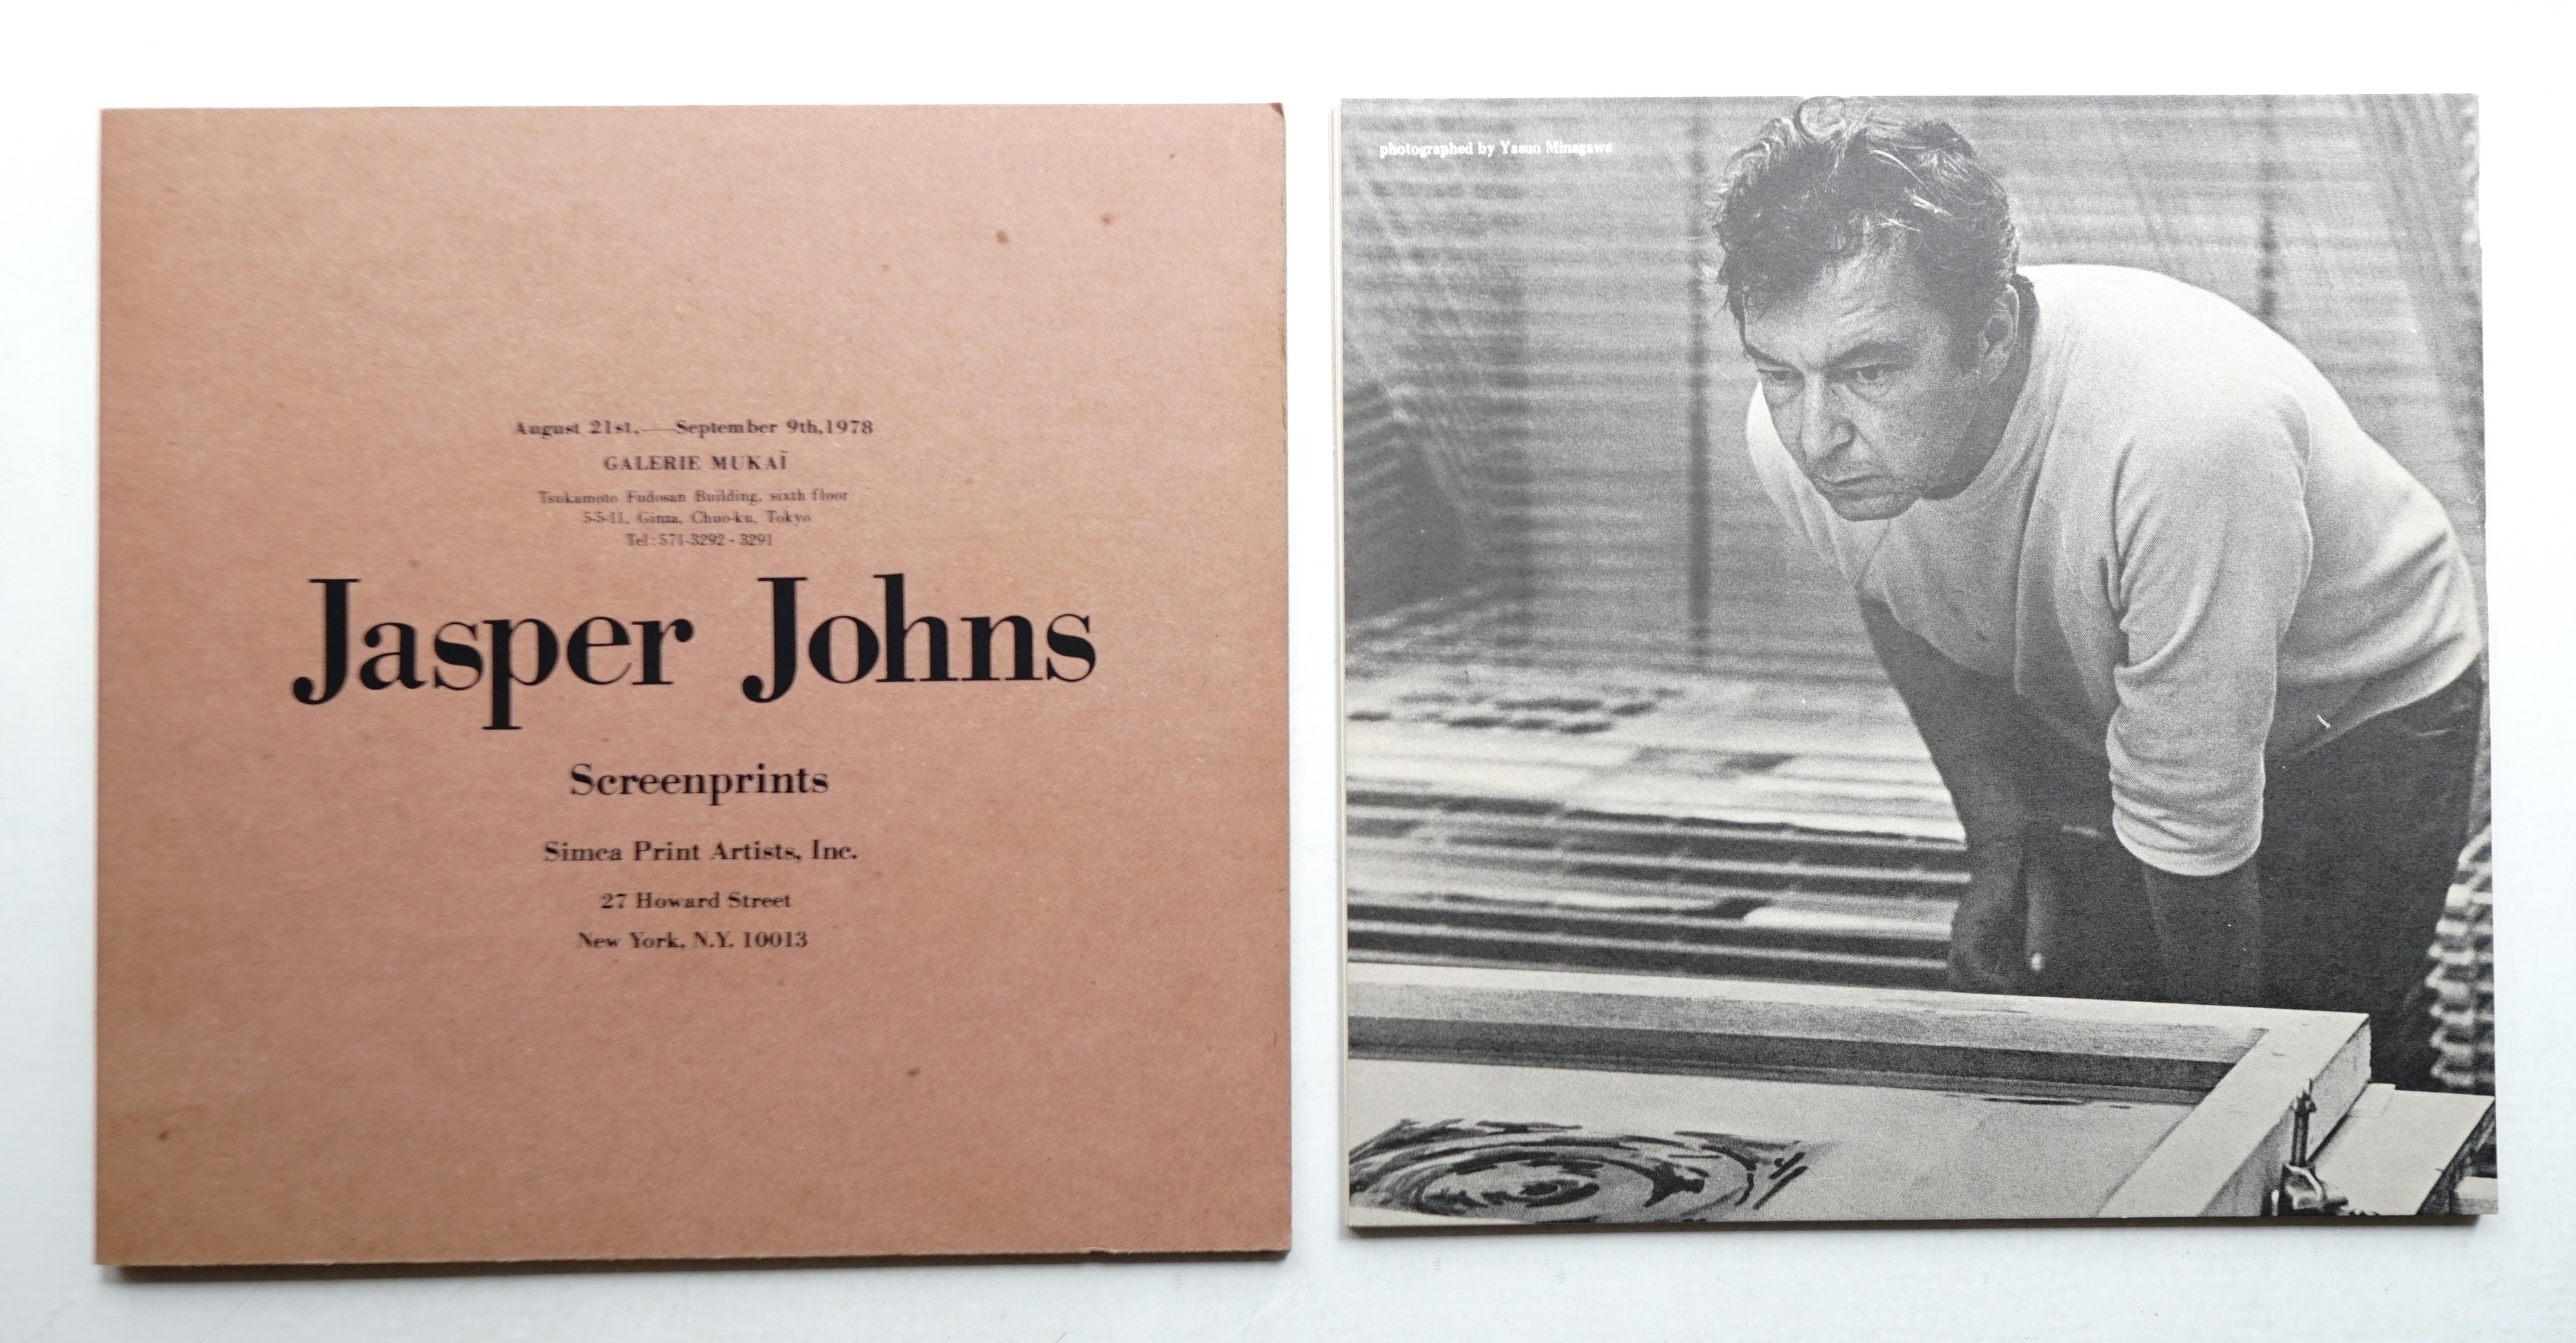 August 21st,——September 9th,1978
GALERIE MUKAÏ
Tsukamoto Fudosan Building, sixth floor
5-5-11, Ginza, Chuo-ku, Tokyo
Tel:571-3292・3291
Jasper Johns
Screenprints
Simca Print Artists, Inc.
27 Howard Street
New York, N.Y. 10013
photographed by Yasuo Minagawa